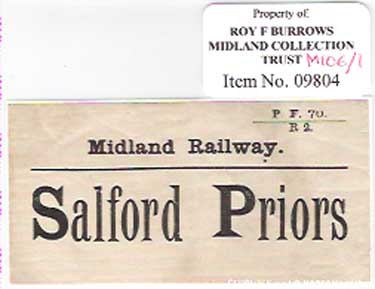 Property of:
ROY F BURROWS
MIDLAND COLLECTION
TRUST M106/1
Item No. 09804
P. F. 70.
R 2.
Midland Railway.
Salford Priors